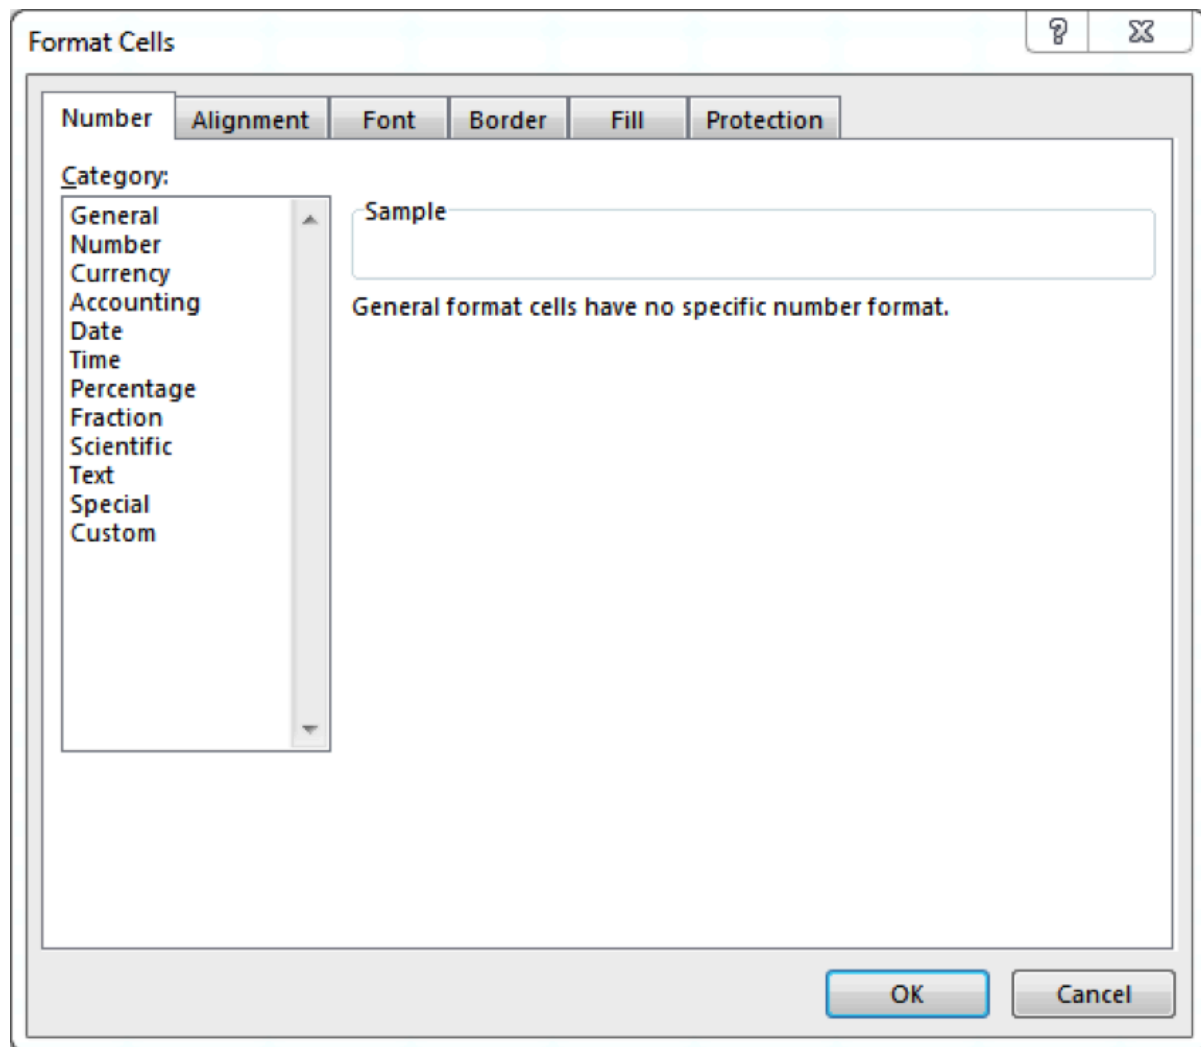 Format Cells
Number Alignment Font Border Fill Protection
Category:
General
Number
Currency
Accounting
Date
Time
Percentage
Fraction
Scientific
Text
Special
Custom
Sample
General format cells have no specific number format.
OK Cancel